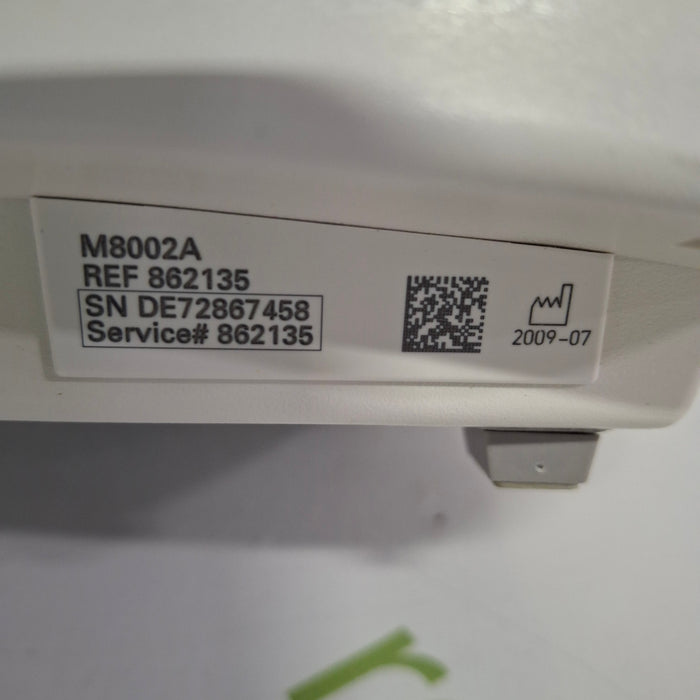 M8002A
REF 862135
SN DE72867458
Service# 862135
2009-07